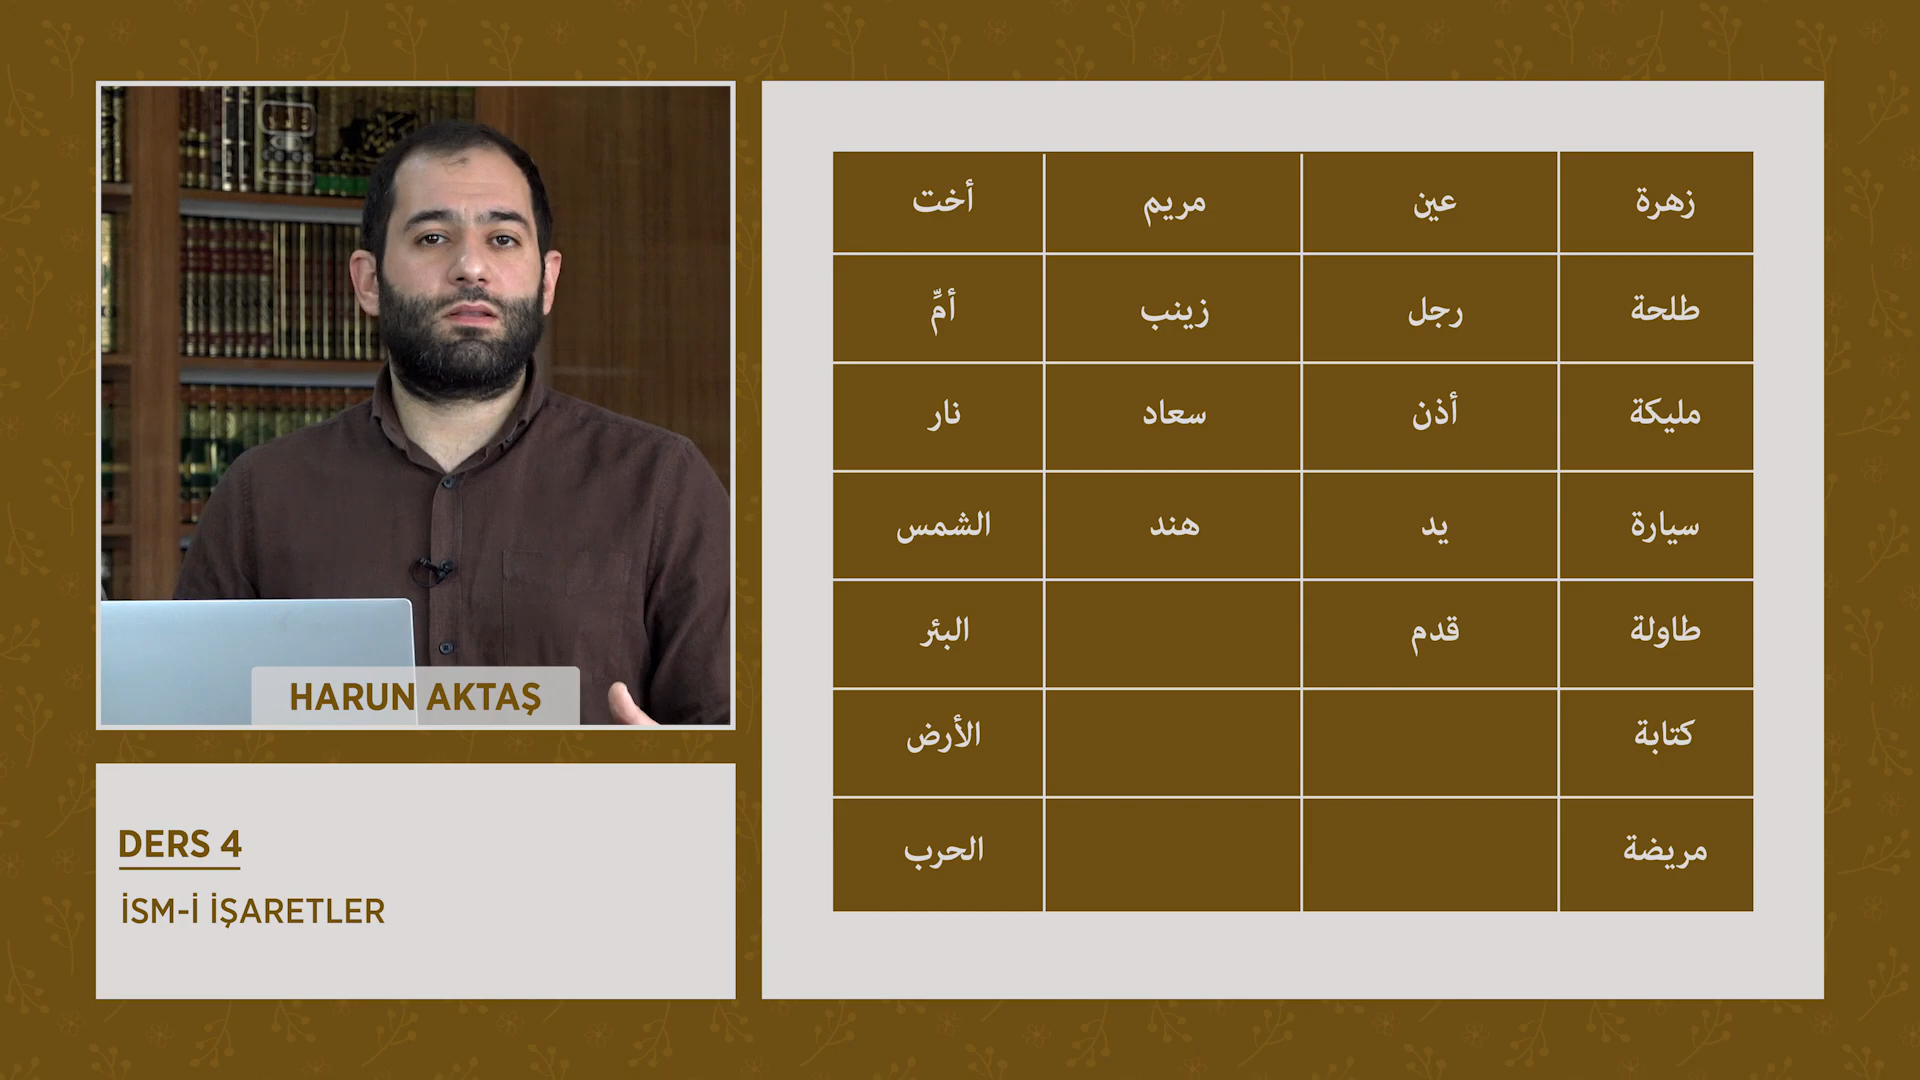 HARUN AKTAŞ
DERS 4
İSM-İ İŞARETLER
زهرة عين مريم أخت
طلحة رجل زينب أمِّ
مليكة أذن سعاد نار
سيارة يد هند الشمس
طاولة قدم البئر
كتابة الأرض
مريضة الحرب